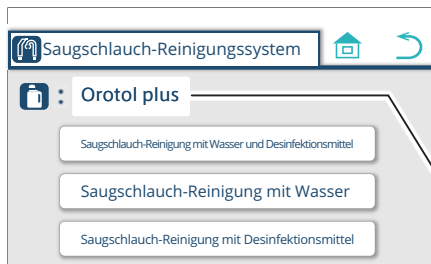 Saugschlauch-Reinigungssystem
: Orotol plus
Saugschlauch-Reinigung mit Wasser und Desinfektionsmittel
Saugschlauch-Reinigung mit Wasser
Saugschlauch-Reinigung mit Desinfektionsmittel